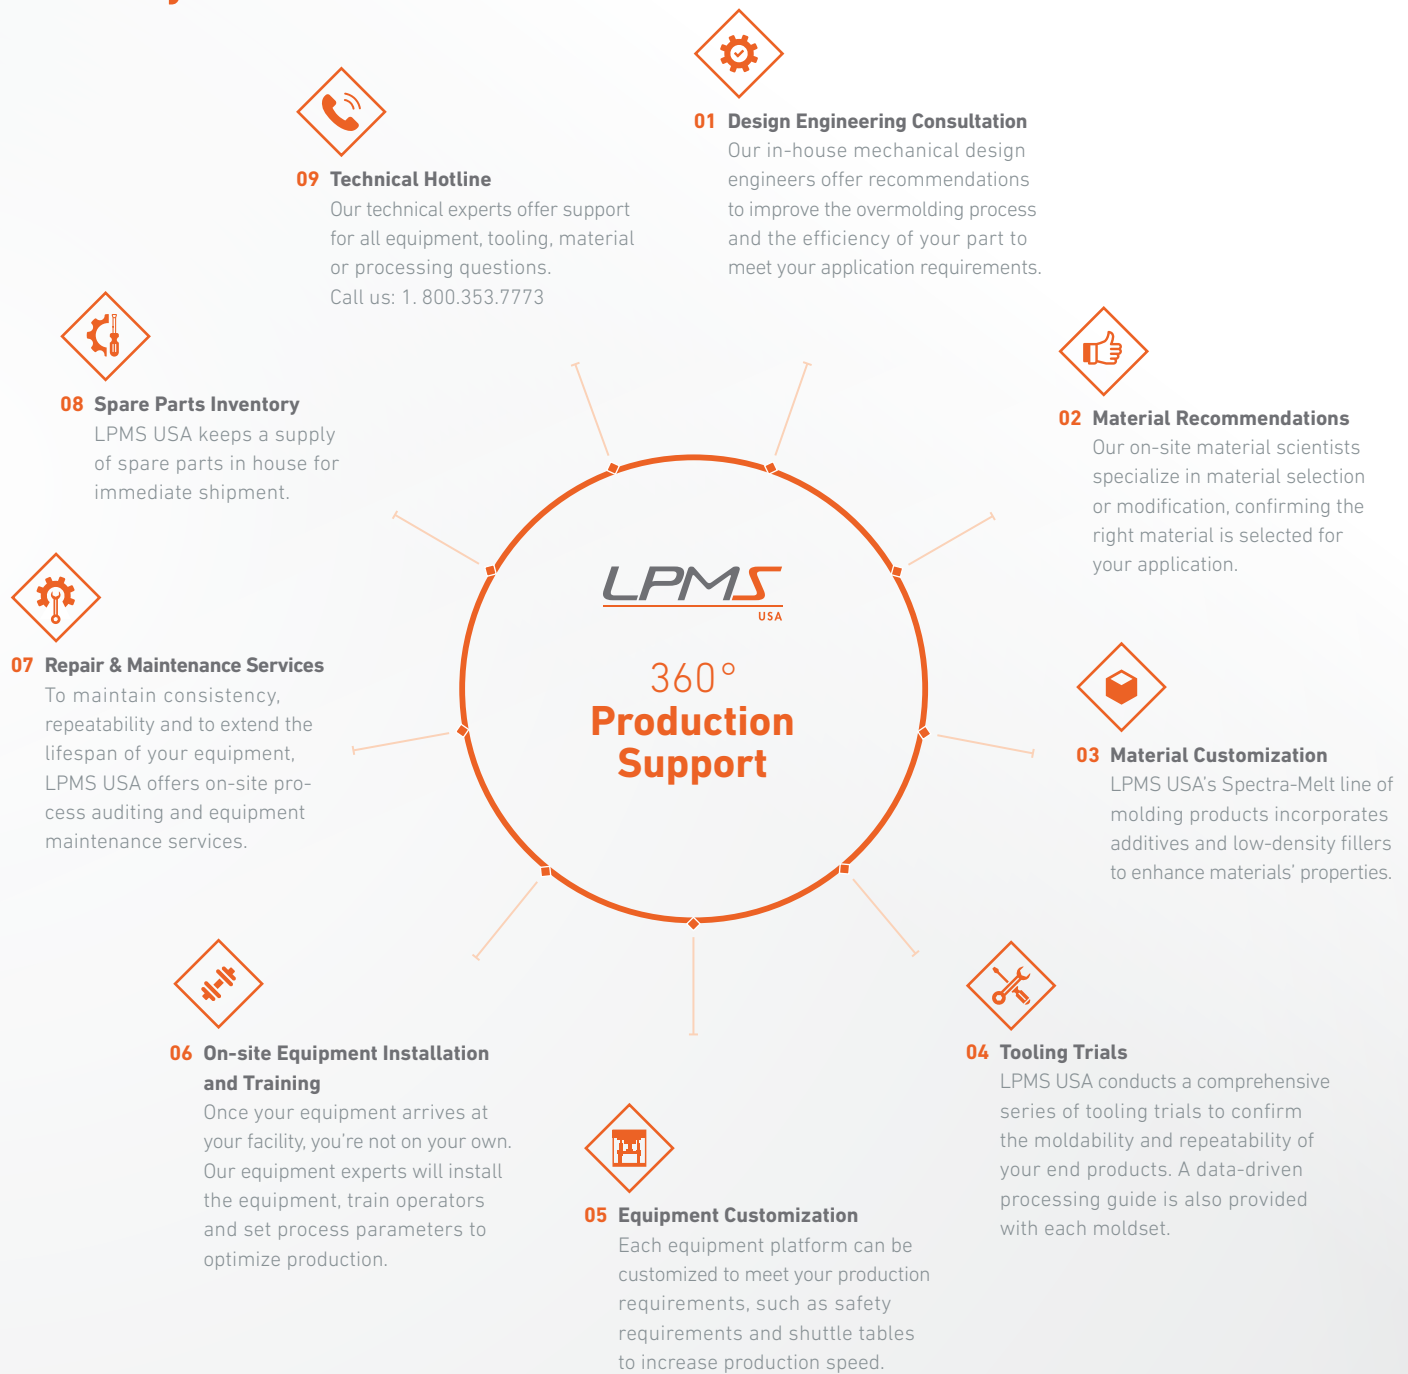 01 Design Engineering Consultation
Our in-house mechanical design
engineers offer recommendations
to improve the overmolding process
and the efficiency of your part to
meet your application requirements.
02 Material Recommendations
Our on-site material scientists
specialize in material selection
or modification, confirming the
right material is selected for
your application.
03 Material Customization
LPMS USA's Spectra-Melt line of
molding products incorporates
additives and low-density fillers
to enhance materials' properties.
04 Tooling Trials
LPMS USA conducts a comprehensive
series of tooling trials to confirm
the moldability and repeatability of
your end products. A data-driven
processing guide is also provided
with each moldset.
05 Equipment Customization
Each equipment platform can be
customized to meet your production
requirements, such as safety
requirements and shuttle tables
to increase production speed.
06 On-site Equipment Installation
and Training
Once your equipment arrives at
your facility, you're not on your own.
Our equipment experts will install
the equipment, train operators
and set process parameters to
optimize production.
07 Repair & Maintenance Services
To maintain consistency,
repeatability and to extend the
lifespan of your equipment,
LPMS USA offers on-site pro-
cess auditing and equipment
maintenance services.
08 Spare Parts Inventory
LPMS USA keeps a supply
of spare parts in house for
immediate shipment.
09 Technical Hotline
Our technical experts offer support
for all equipment, tooling, material
or processing questions.
Call us: 1. 800.353.7773
LPMS
USA
360°
Production
Support